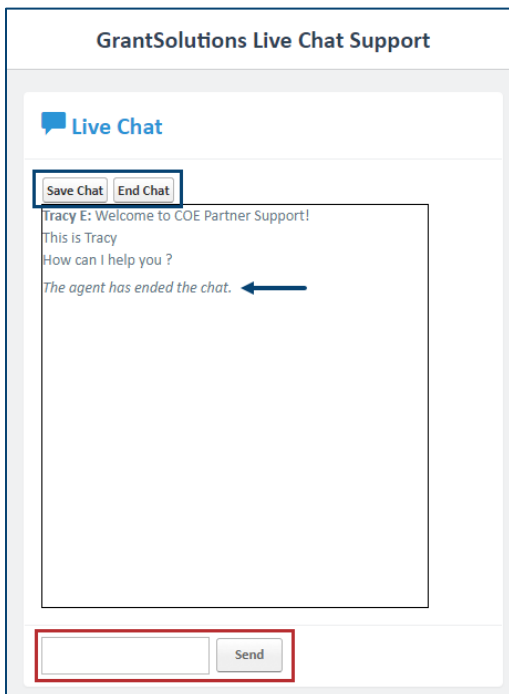 GrantSolutions Live Chat Support
Live Chat
Save Chat End Chat
Tracy E: Welcome to COE Partner Support!
This is Tracy
How can I help you ?
The agent has ended the chat.
Send